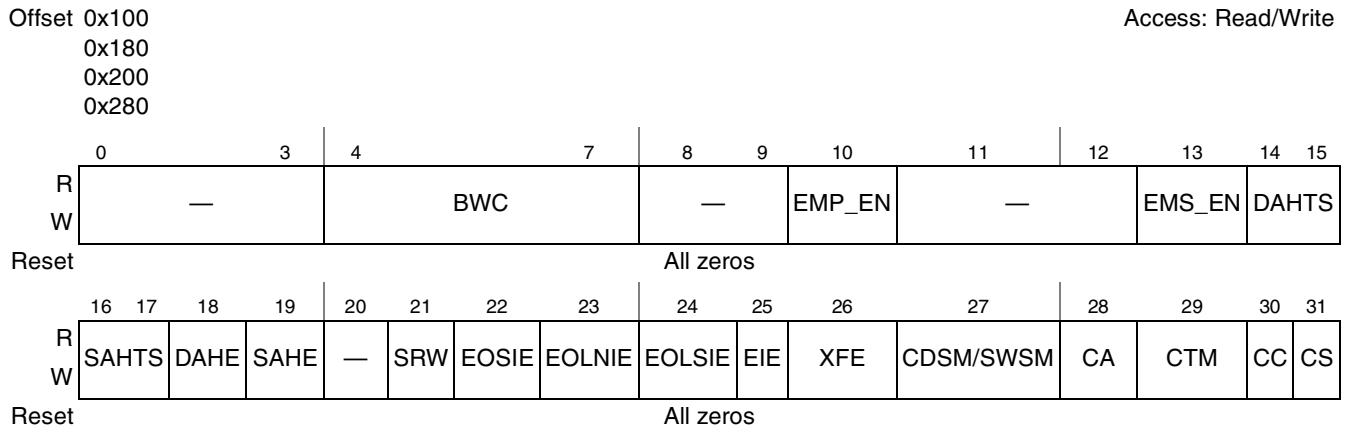 Offset 0x100 Access: Read/Write
0x180
0x200
0x280
0 3 4 7 8 9 10 11 12 13 14 15
R
W
— BWC — EMP_EN — EMS_EN DAHTS
Reset All zeros
16 17 18 19 20 21 22 23 24 25 26 27 28 29 30 31
R
W
SAHTS DAHE SAHE — SRW EOSIE EOLNIE EOLSIE EIE XFE CDSM/SWSM CA CTM CC CS
Reset All zeros